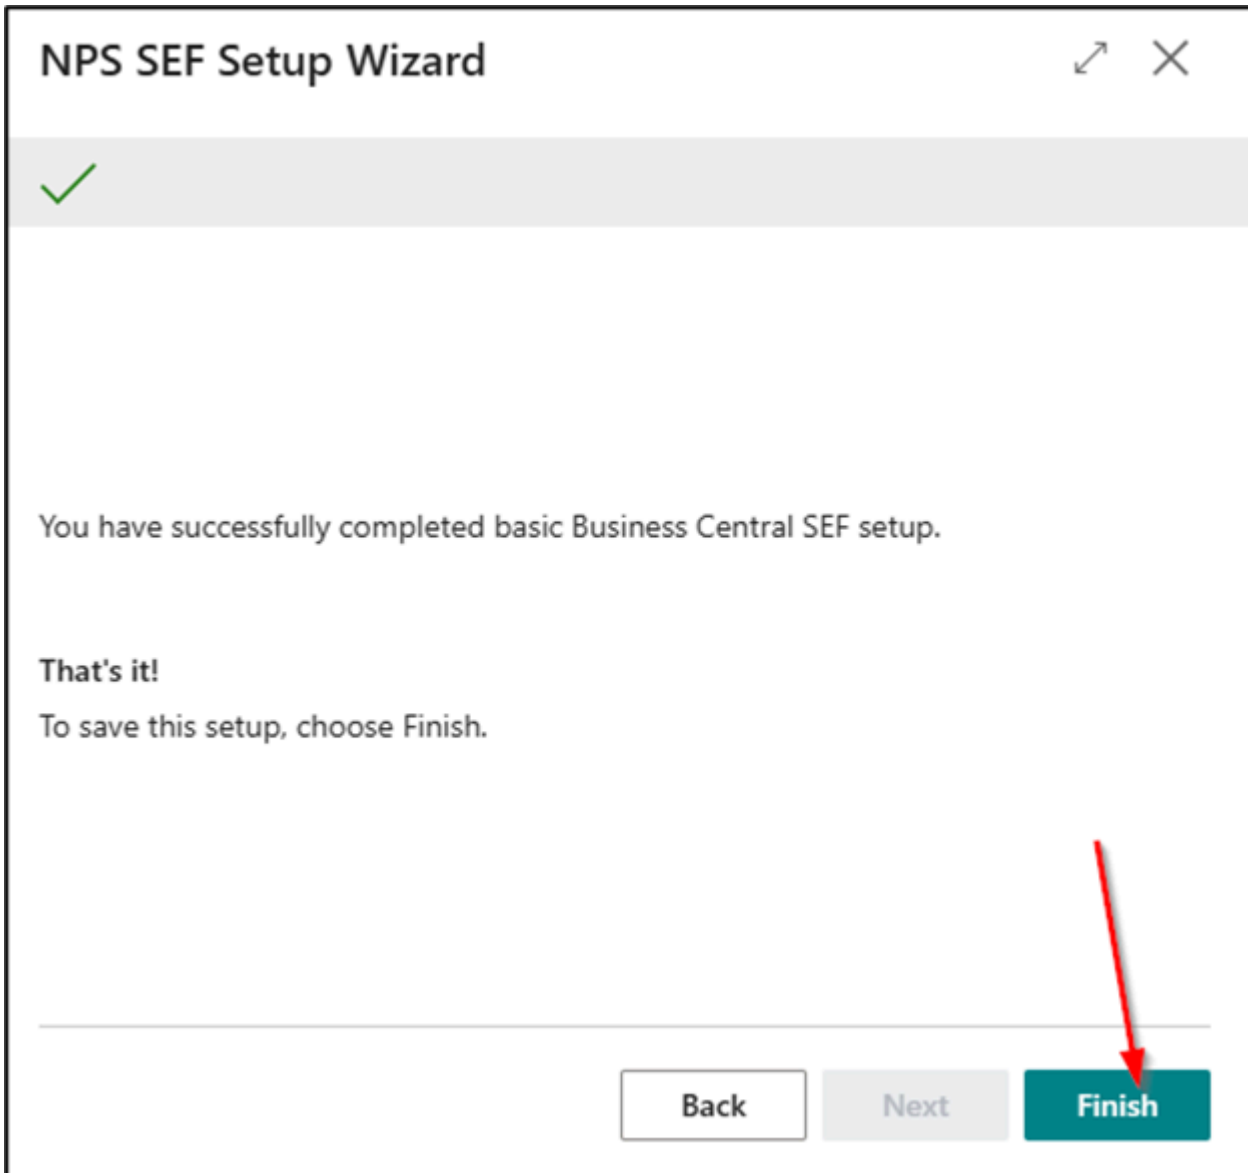 NPS SEF Setup Wizard
You have successfully completed basic Business Central SEF setup.
That's it!
To save this setup, choose Finish.
Back Next Finish